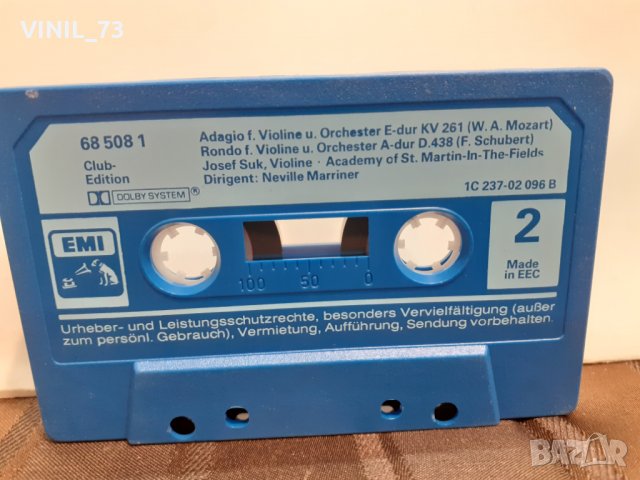 VINIL_73
68 508 1
Club-
Edition
DOLBY SYSTEM®
Adagio f. Violine u. Orchester E-dur KV 261 (W. A. Mozart)
Rondo f. Violine u. Orchester A-dur D.438 (F. Schubert)
Josef Suk, Violine · Academy of St. Martin-In-The-Fields
Dirigent: Neville Marriner
1C 237-02 096 B
EMI
2
Made
in EEC
100 50 0
Urheber- und Leistungsschutzrechte, besonders Vervielfältigung (außer
zum persönl. Gebrauch), Vermietung, Aufführung, Sendung vorbehalten.
BAZAR